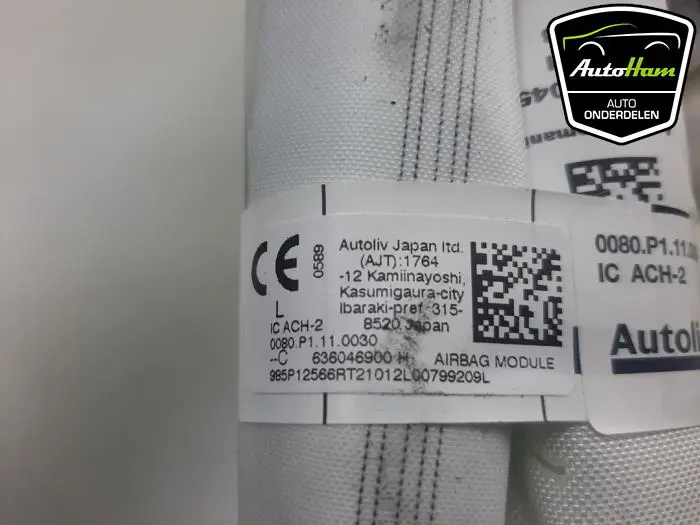 AutoHam
AUTO
ONDERDELEN
045
CE
0589
Autoliv Japan ltd.
(AJT):1764
-12 Kamiinayoshi,
Kasumigaura-city
Ibaraki-pref, 315-
8520 Japan
L
IC ACH-2
0080.P1.11.0030
--C 636046900 H AIRBAG MODULE
985P12566RT21012L00799209L
0080.P1.11.0
IC ACH-2
Autoli